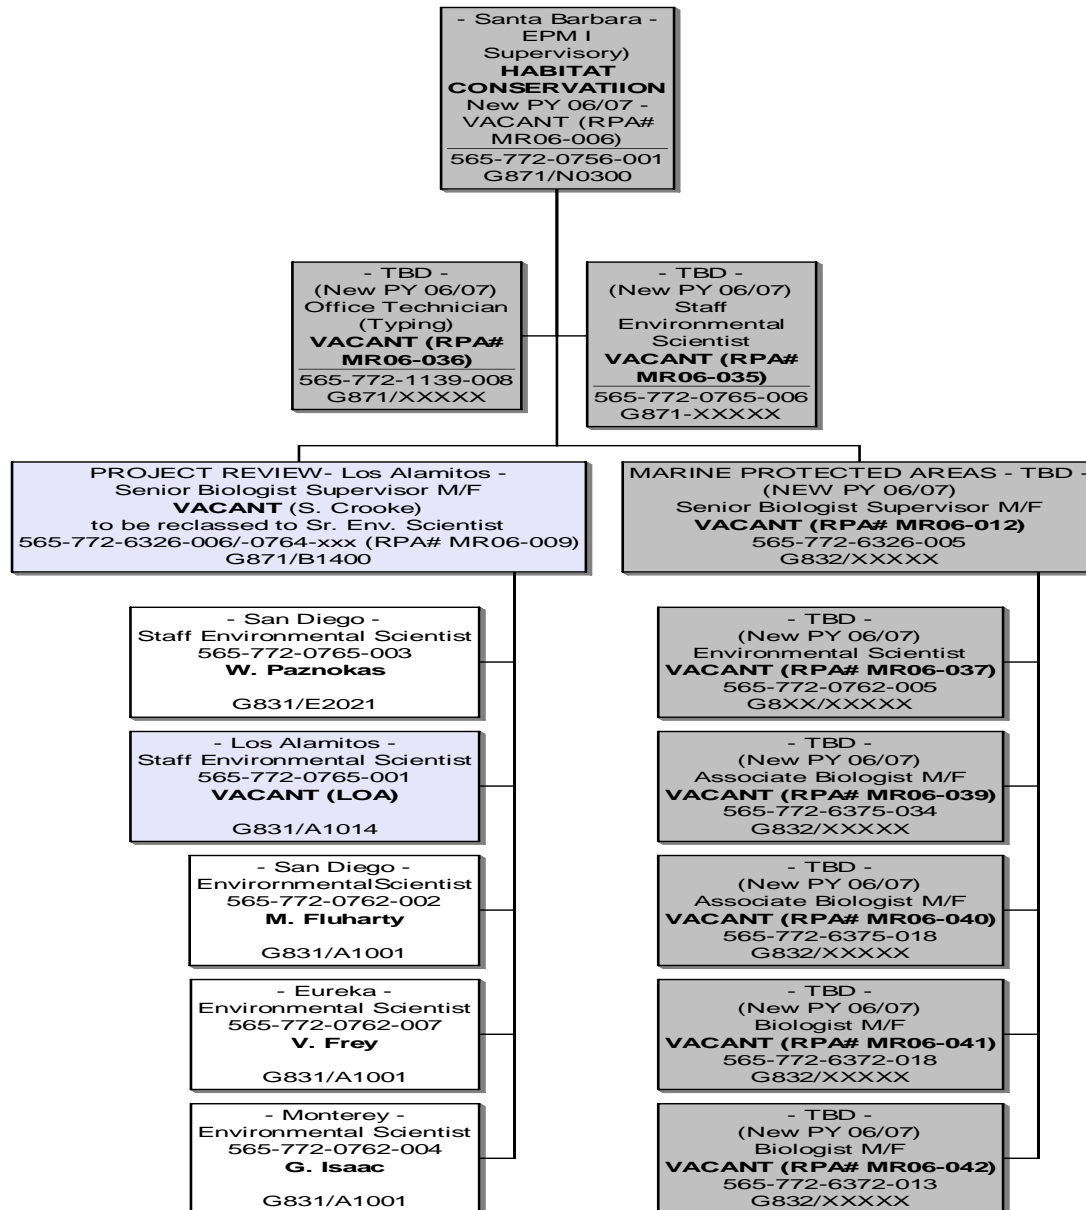 - Santa Barbara -
EPM I
Supervisory)
HABITAT
CONSERVATIION
New PY 06/07 -
VACANT (RPA#
MR06-006)
565-772-0756-001
G871/N0300
- TBD -
(New PY 06/07)
Office Technician
(Typing)
VACANT (RPA#
MR06-036)
565-772-1139-008
G871/XXXXX
- TBD -
(New PY 06/07)
Staff
Environmental
Scientist
VACANT (RPA#
MR06-035)
565-772-0765-006
G871-XXXXX
PROJECT REVIEW- Los Alamitos -
Senior Biologist Supervisor M/F
VACANT (S. Crooke)
to be reclassed to Sr. Env. Scientist
565-772-6326-006/-0764-xxx (RPA# MR06-009)
G871/B1400
MARINE PROTECTED AREAS - TBD -
(NEW PY 06/07)
Senior Biologist Supervisor M/F
VACANT (RPA# MR06-012)
565-772-6326-005
G832/XXXXX
- San Diego -
Staff Environmental Scientist
565-772-0765-003
W. Paznokas
G831/E2021
- Los Alamitos -
Staff Environmental Scientist
565-772-0765-001
VACANT (LOA)
G831/A1014
- San Diego -
EnvirornmentalScientist
565-772-0762-002
M. Fluharty
G831/A1001
- Eureka -
Environmental Scientist
565-772-0762-007
V. Frey
G831/A1001
- Monterey -
Environmental Scientist
565-772-0762-004
G. Isaac
G831/A1001
- TBD -
(New PY 06/07)
Environmental Scientist
VACANT (RPA# MR06-037)
565-772-0762-005
G8XX/XXXXX
- TBD -
(New PY 06/07)
Associate Biologist M/F
VACANT (RPA# MR06-039)
565-772-6375-034
G832/XXXXX
- TBD -
(New PY 06/07)
Associate Biologist M/F
VACANT (RPA# MR06-040)
565-772-6375-018
G832/XXXXX
- TBD -
(New PY 06/07)
Biologist M/F
VACANT (RPA# MR06-041)
565-772-6372-018
G832/XXXXX
- TBD -
(New PY 06/07)
Biologist M/F
VACANT (RPA# MR06-042)
565-772-6372-013
G832/XXXXX